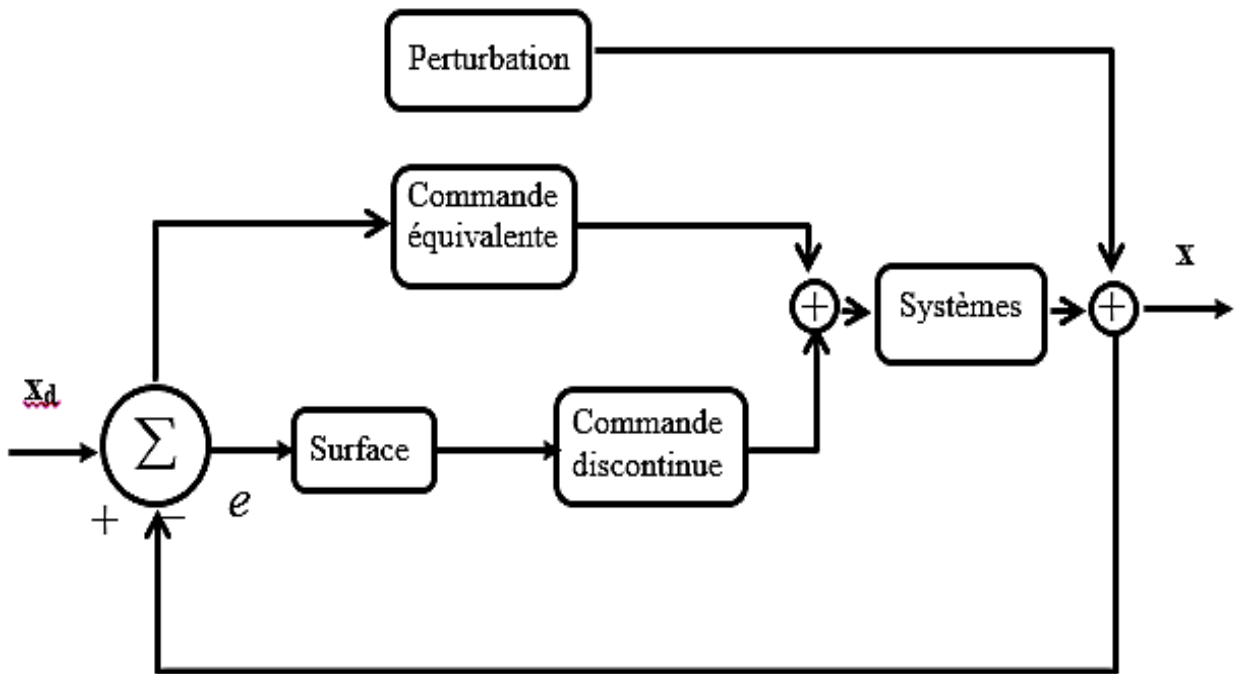 Perturbation
Commande
équivalente
+
Systèmes
+
x
xd
Σ
Surface
Commande
discontinue
+
−
e